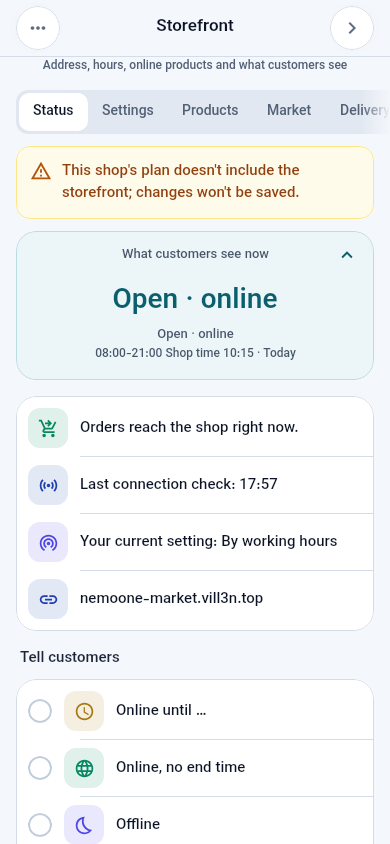 Storefront
Address, hours, online products and what customers see
Status Settings Products Market Delivery
This shop's plan doesn't include the
storefront; changes won't be saved.
What customers see now
Open · online
Open · online
08:00–21:00 Shop time 10:15 · Today
Orders reach the shop right now.
Last connection check: 17:57
Your current setting: By working hours
nemoone-market.vill3n.top
Tell customers
Online until …
Online, no end time
Offline